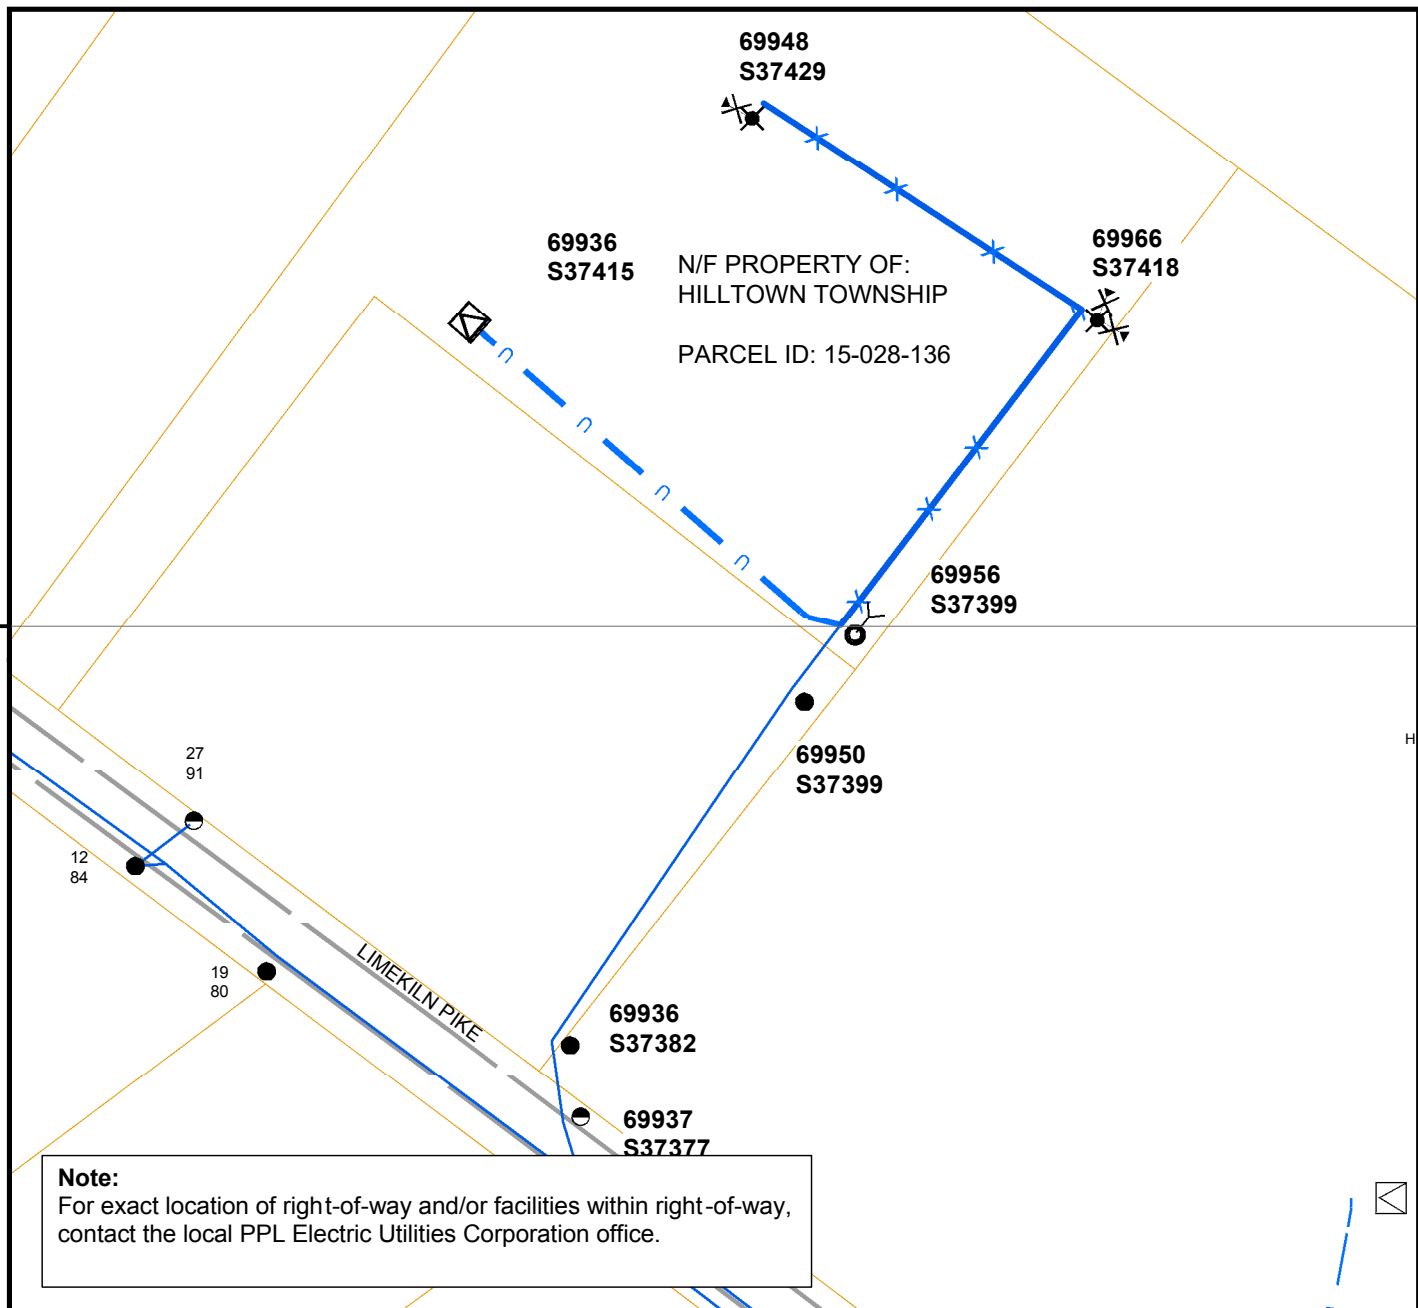 69948
S37429
69966
S37418
69936
S37415
N/F PROPERTY OF:
HILLTOWN TOWNSHIP
PARCEL ID: 15-028-136
69956
S37399
69950
S37399
H
27
91
12
84
19
80
LIMEKILN PIKE
69936
S37382
69937
S37377
Note:
For exact location of right-of-way and/or facilities within right-of-way,
contact the local PPL Electric Utilities Corporation office.